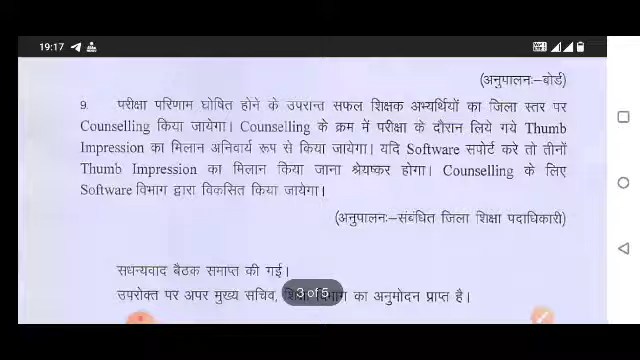 19:17
(अनुपालनः–बोर्ड)
9. परीक्षा परिणाम घोषित होने के उपरान्त सफल शिक्षक अभ्यर्थियों का जिला स्तर पर
Counselling किया जायेगा। Counselling के क्रम में परीक्षा के दौरान लिये गये Thumb
Impression का मिलान अनिवार्य रूप से किया जायेगा। यदि Software सपोर्ट करे तो तीनों
Thumb Impression का मिलान किया जाना श्रेयष्कर होगा। Counselling के लिए
Software विभाग द्वारा विकसित किया जायेगा।
(अनुपालनः–संबंधित जिला शिक्षा पदाधिकारी)
सधन्यवाद बैठक समाप्त की गई।
उपरोक्त पर अपर मुख्य सचिव, का अनुमोदन प्राप्त है।
3 of 5